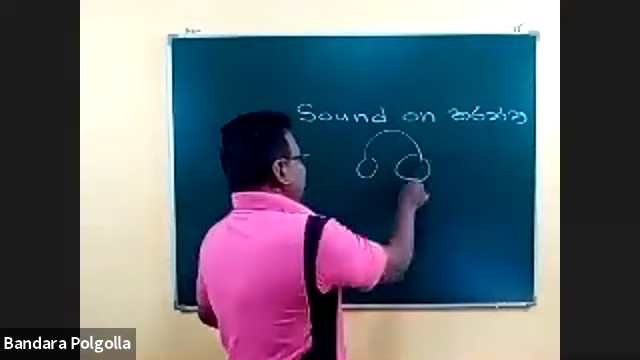 Sound on කරන්න
Bandara Polgolla